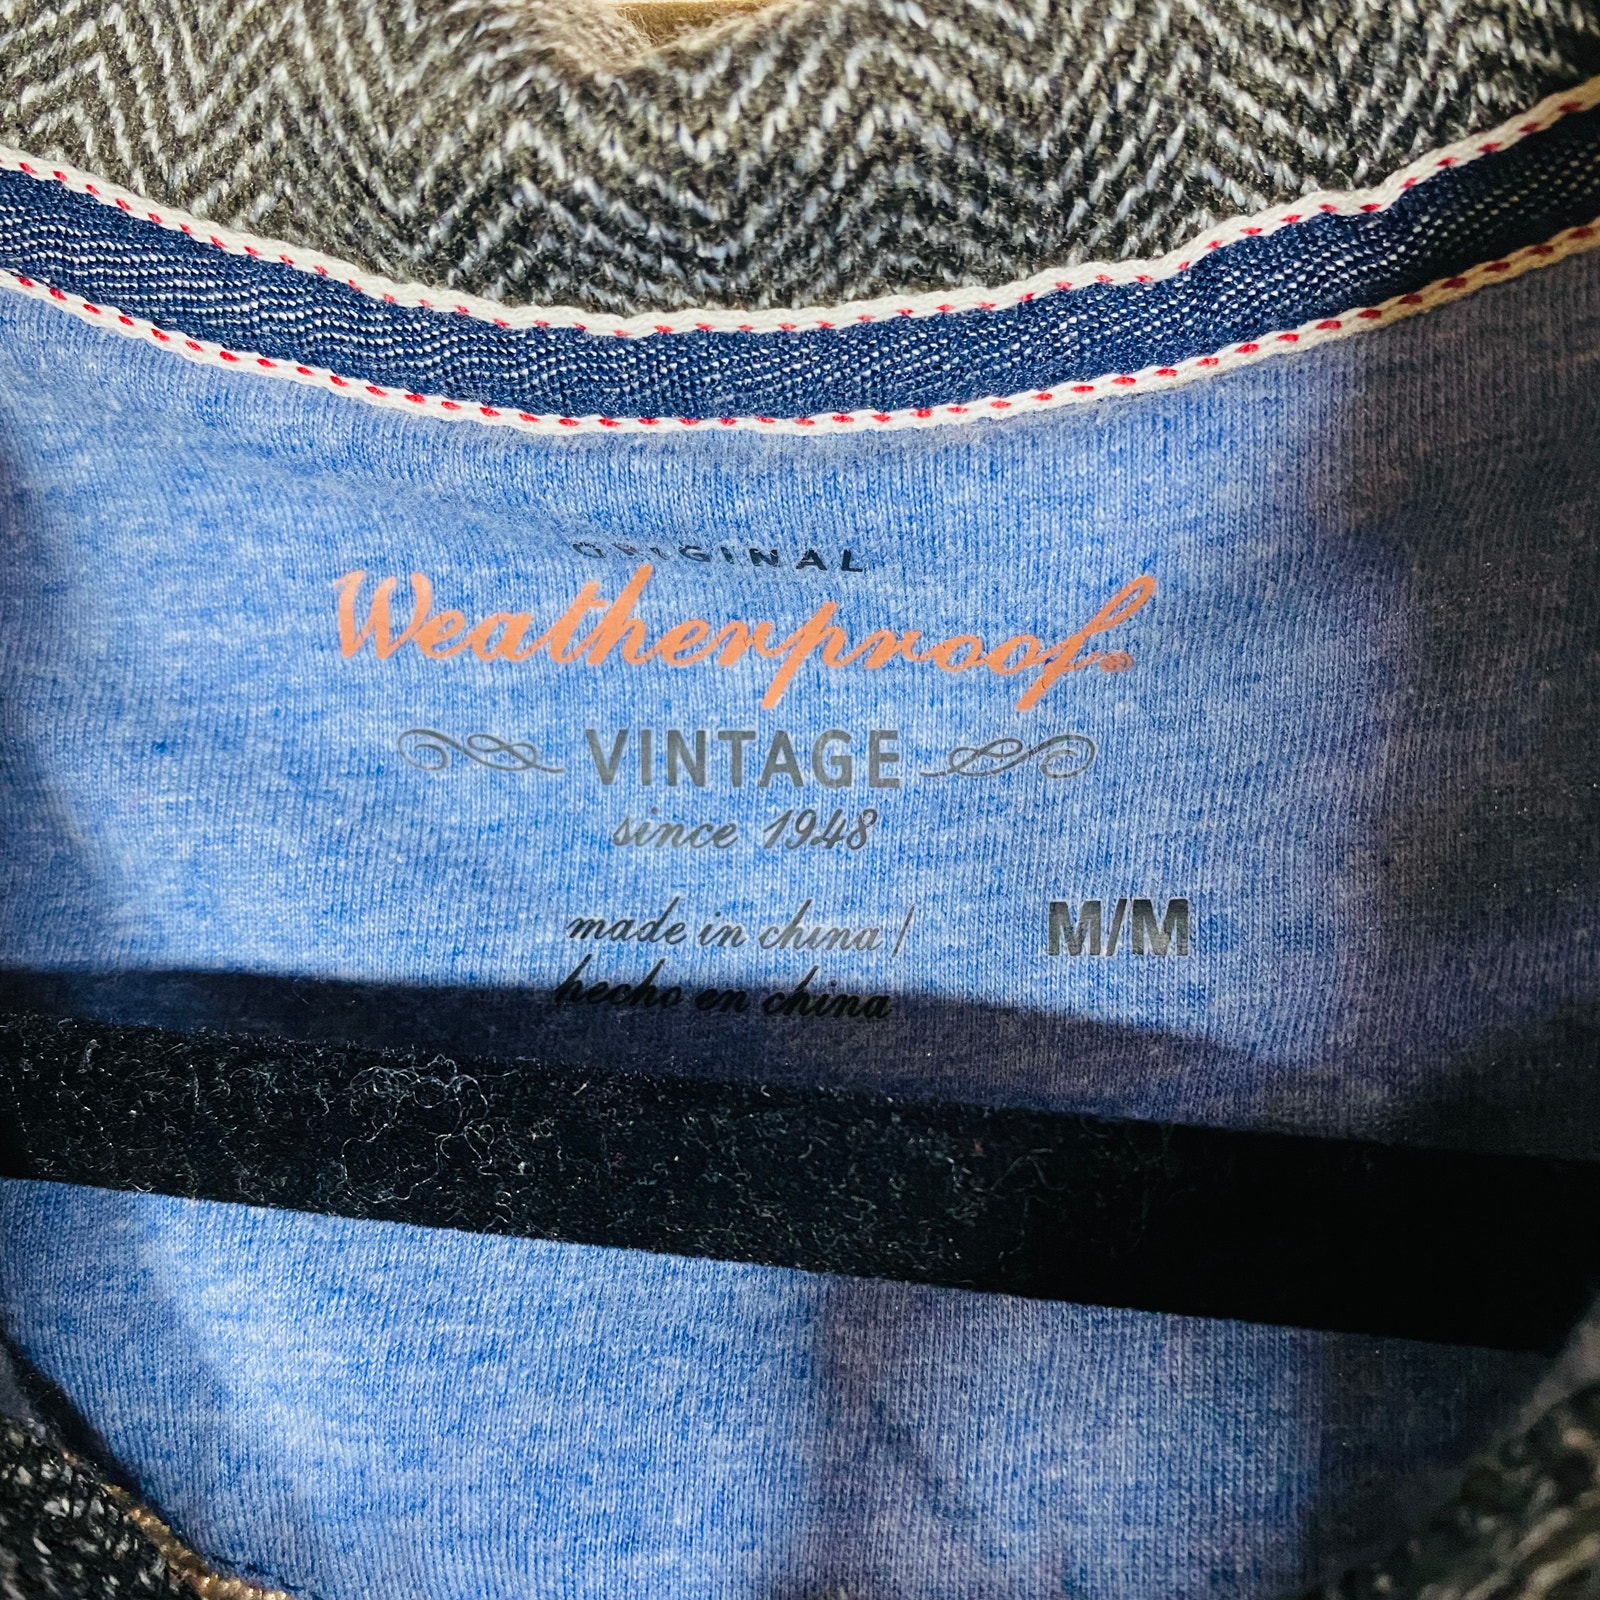 ORIGINAL
Weatherproof®
VINTAGE
since 1948
made in china /
hecho en china
M/M